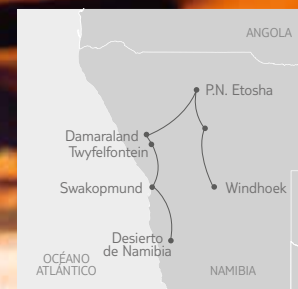 ANGOLA
P.N. Etosha
Damaraland
Twyfelfontein
Swakopmund
Windhoek
Desierto
de Namibia
OCÉANO
ATLÁNTICO
NAMIBIA